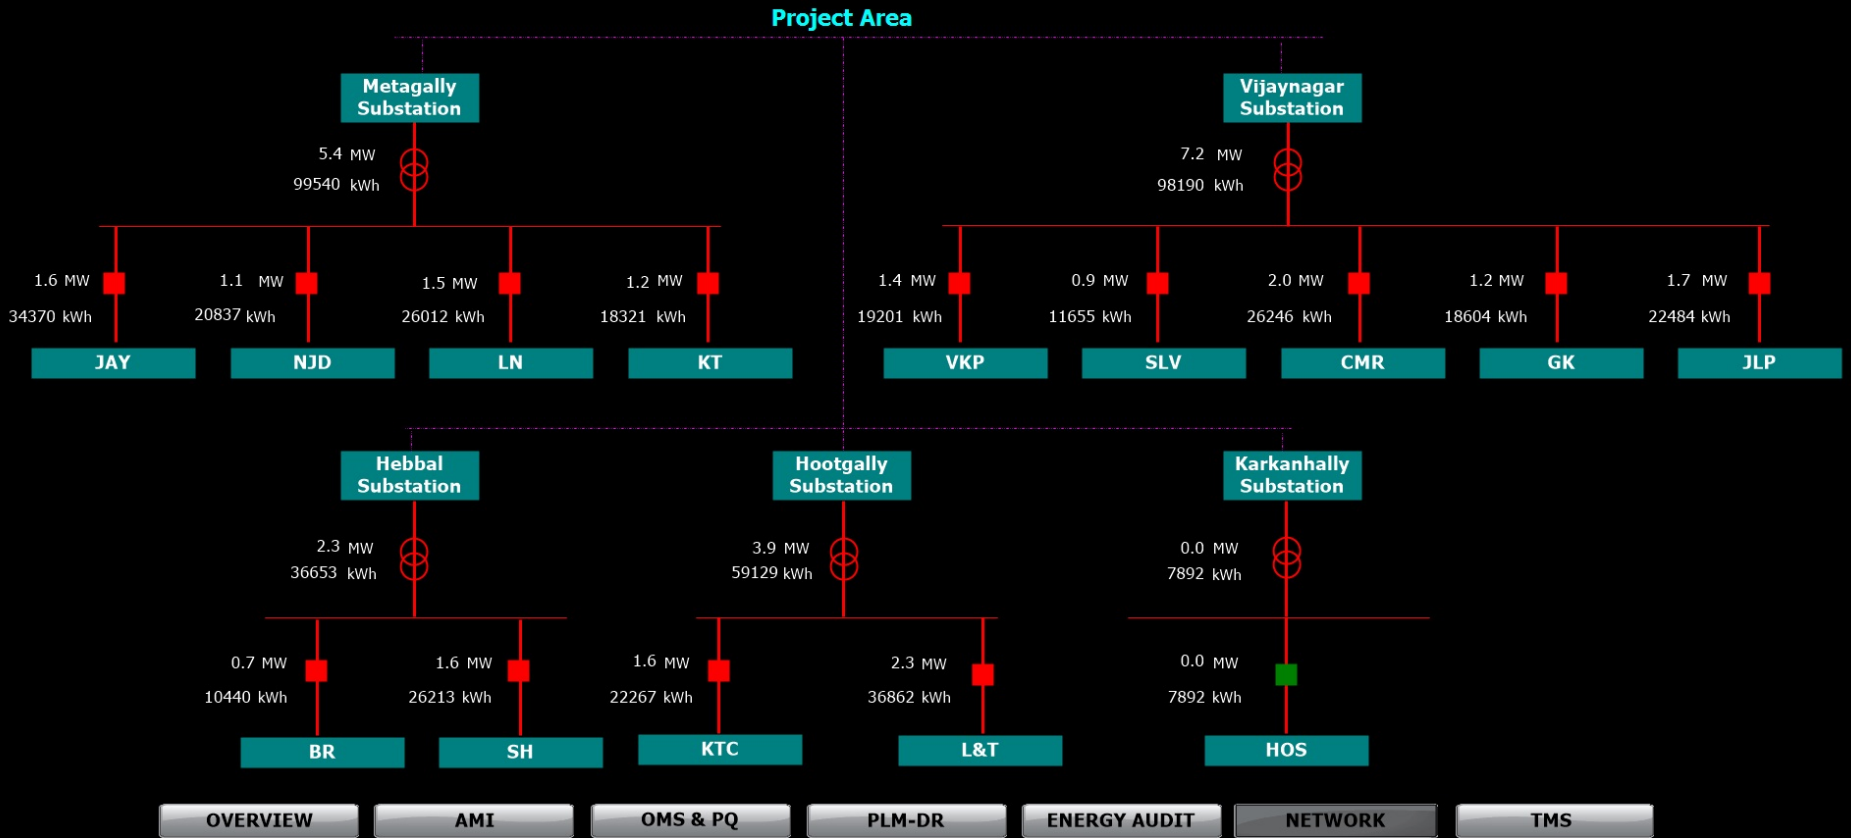 Project Area
Metagally
Substation
Vijaynagar
Substation
5.4 MW
99540 kWh
7.2 MW
98190 kWh
1.6 MW
34370 kWh
1.1 MW
20837 kWh
1.5 MW
26012 kWh
1.2 MW
18321 kWh
1.4 MW
19201 kWh
0.9 MW
11655 kWh
2.0 MW
26246 kWh
1.2 MW
18604 kWh
1.7 MW
22484 kWh
JAY
NJD
LN
KT
VKP
SLV
CMR
GK
JLP
Hebbal
Substation
Hootgally
Substation
Karkanhally
Substation
2.3 MW
36653 kWh
3.9 MW
59129 kWh
0.0 MW
7892 kWh
0.7 MW
10440 kWh
1.6 MW
26213 kWh
1.6 MW
22267 kWh
2.3 MW
36862 kWh
0.0 MW
7892 kWh
BR
SH
KTC
L&T
HOS
OVERVIEW
AMI
OMS & PQ
PLM-DR
ENERGY AUDIT
NETWORK
TMS